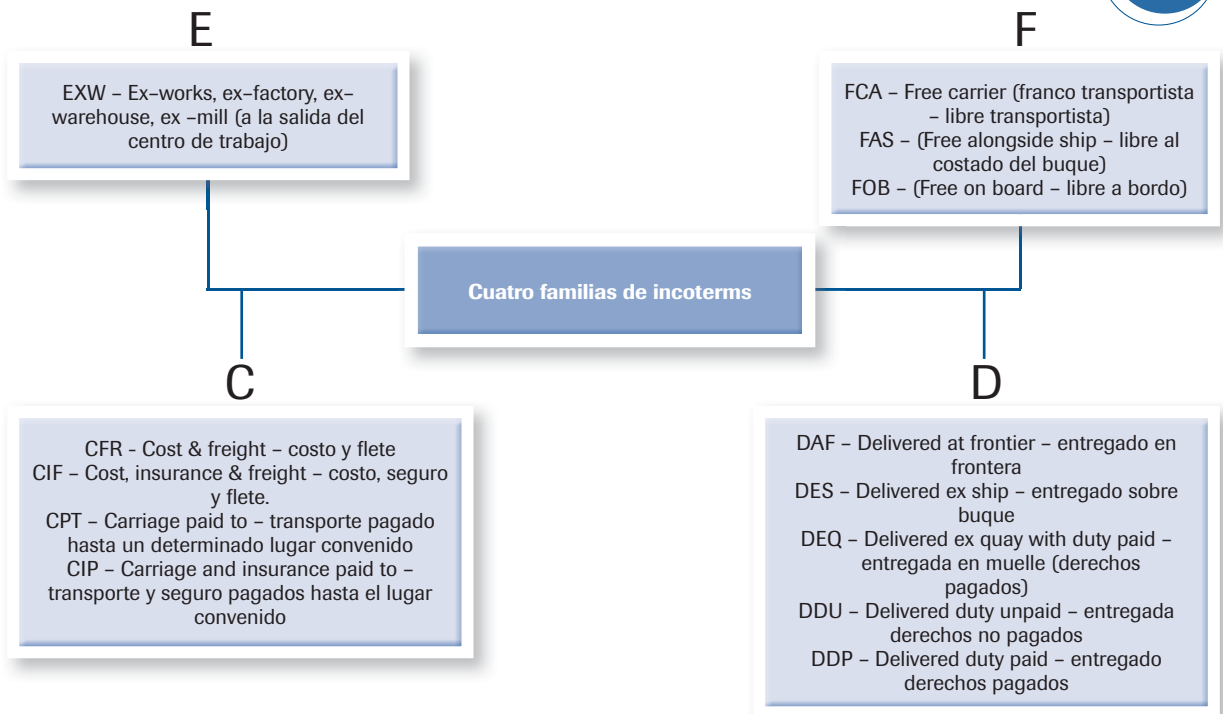 E
EXW – Ex–works, ex–factory, ex–
warehouse, ex –mill (a la salida del
centro de trabajo)
F
FCA – Free carrier (franco transportista
– libre transportista)
FAS – (Free alongside ship – libre al
costado del buque)
FOB – (Free on board – libre a bordo)
Cuatro familias de incoterms
C
CFR - Cost & freight – costo y flete
CIF – Cost, insurance & freight – costo, seguro
y flete.
CPT – Carriage paid to – transporte pagado
hasta un determinado lugar convenido
CIP – Carriage and insurance paid to –
transporte y seguro pagados hasta el lugar
convenido
D
DAF – Delivered at frontier – entregado en
frontera
DES – Delivered ex ship – entregado sobre
buque
DEQ – Delivered ex quay with duty paid –
entregada en muelle (derechos
pagados)
DDU – Delivered duty unpaid – entregada
derechos no pagados
DDP – Delivered duty paid – entregado
derechos pagados